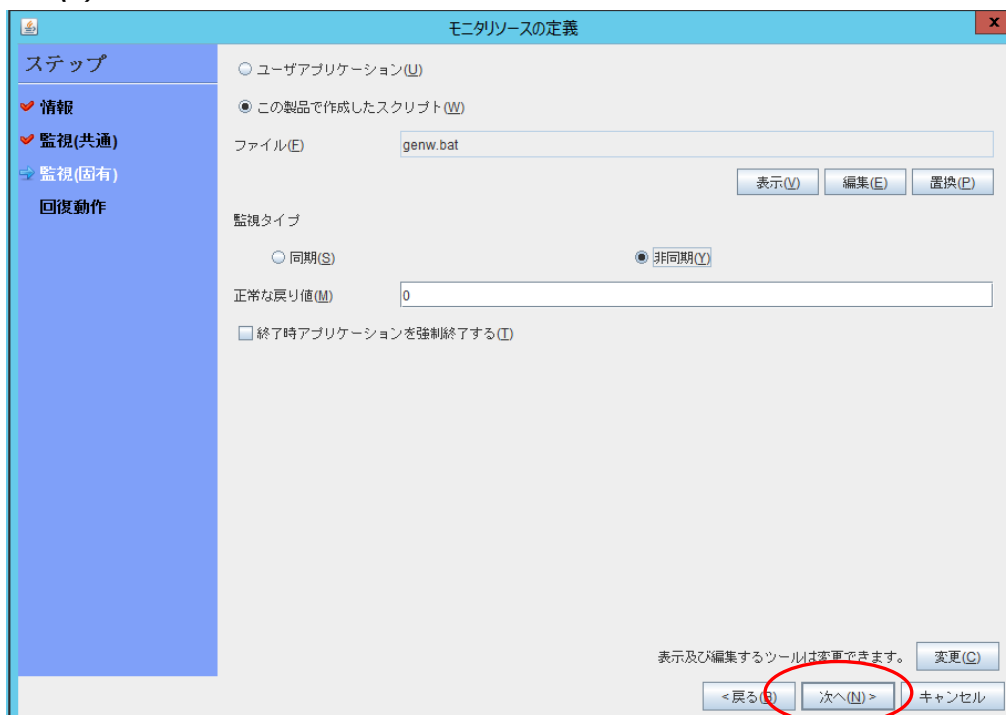 モニタリソースの定義
x
ステップ
情報
監視(共通)
監視(固有)
回復動作
ユーザアプリケーション(U)
この製品で作成したスクリプト(W)
ファイル(F) genw.bat
表示(V) 編集(E) 置換(P)
監視タイプ
同期(S) 非同期(Y)
正常な戻り値(M) 0
終了時アプリケーションを強制終了する(T)
表示及び編集するツールは変更できます。 変更(C)
<戻る(B) 次へ(N)> キャンセル